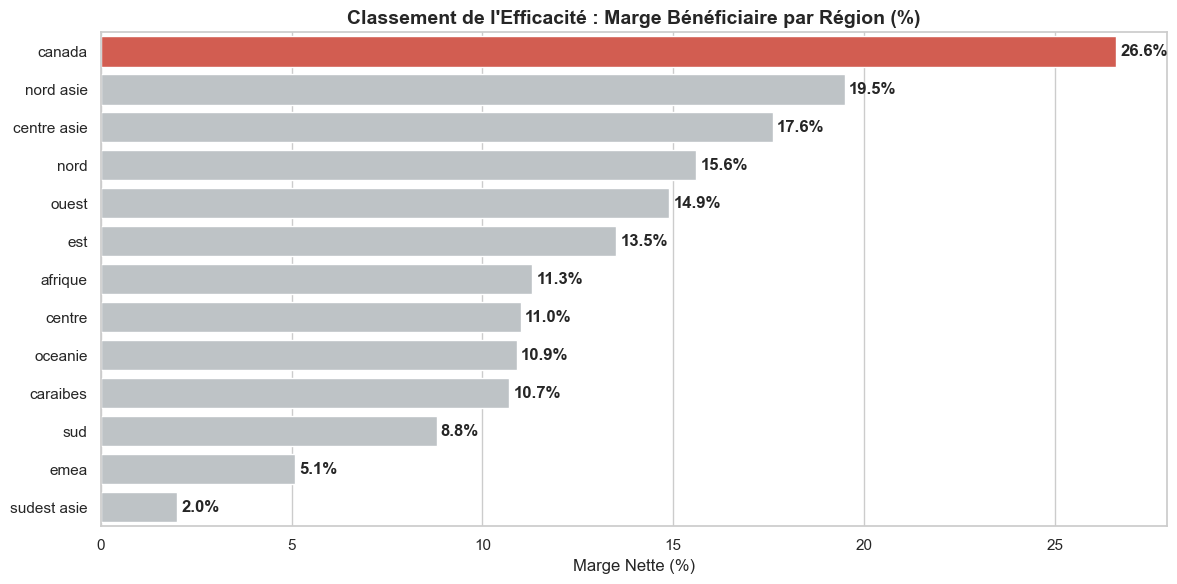 Classement de l'Efficacité : Marge Bénéficiaire par Région (%)
canada 26.6%
nord asie 19.5%
centre asie 17.6%
nord 15.6%
ouest 14.9%
est 13.5%
afrique 11.3%
centre 11.0%
oceanie 10.9%
caraibes 10.7%
sud 8.8%
emea 5.1%
sudest asie 2.0%
0 5 10 15 20 25
Marge Nette (%)